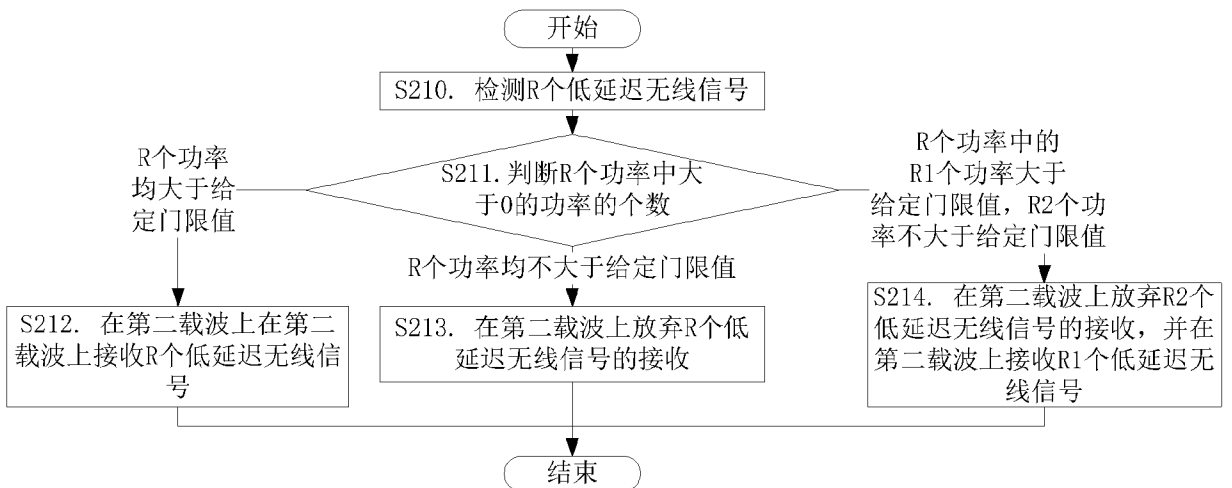 开始
S210. 检测R个低延迟无线信号
S211.判断R个功率中大
于0的功率的个数
R个功率
均大于给
定门限值
R个功率均不大于给定门限值
R个功率中的
R1个功率大于
给定门限值，R2个功
率不大于给定门限值
S212. 在第二载波上在第二
载波上接收R个低延迟无线信
号
S213. 在第二载波上放弃R个低
延迟无线信号的接收
S214. 在第二载波上放弃R2个
低延迟无线信号的接收，并在
第二载波上接收R1个低延迟无
线信号
结束